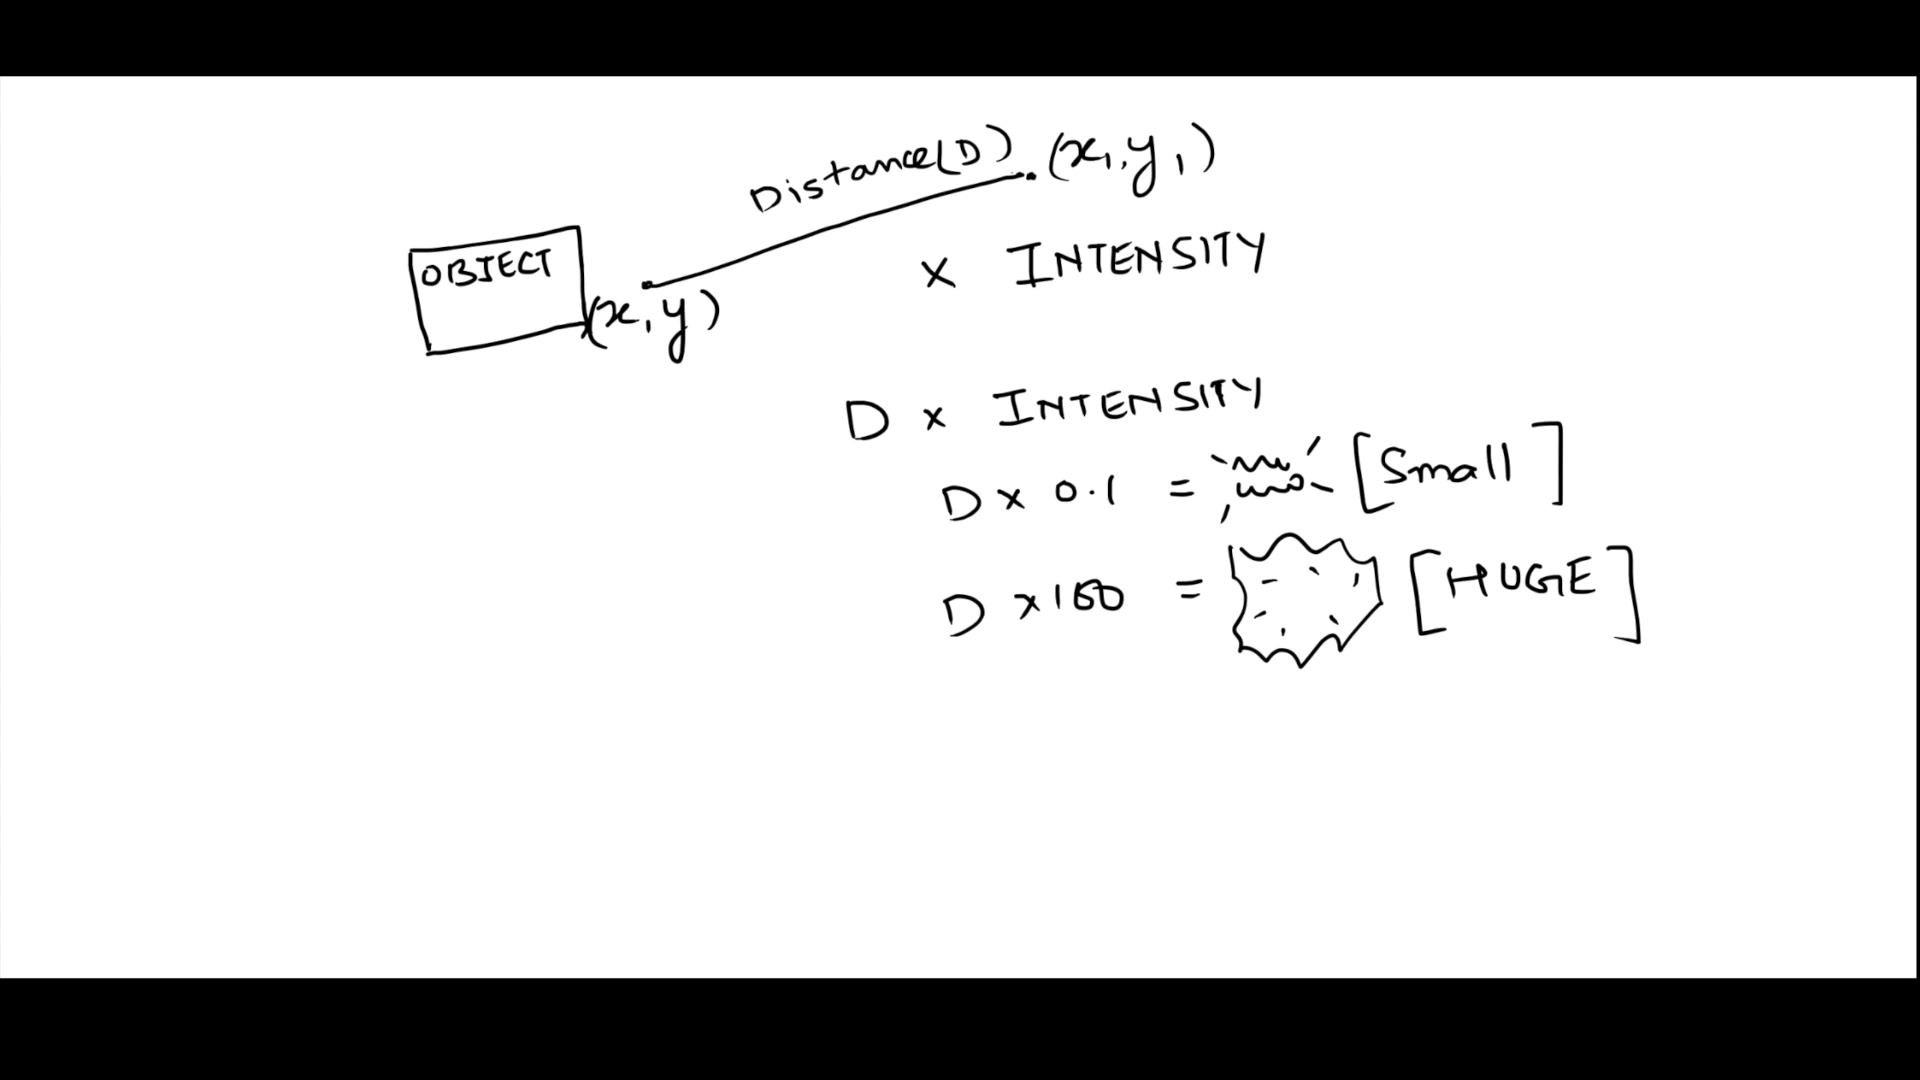 Distance(D) (x₁, y₁)
OBJECT
(x, y)
x INTENSITY
D x INTENSITY
D x 0.1 = [Small]
D x 100 = [HUGE]